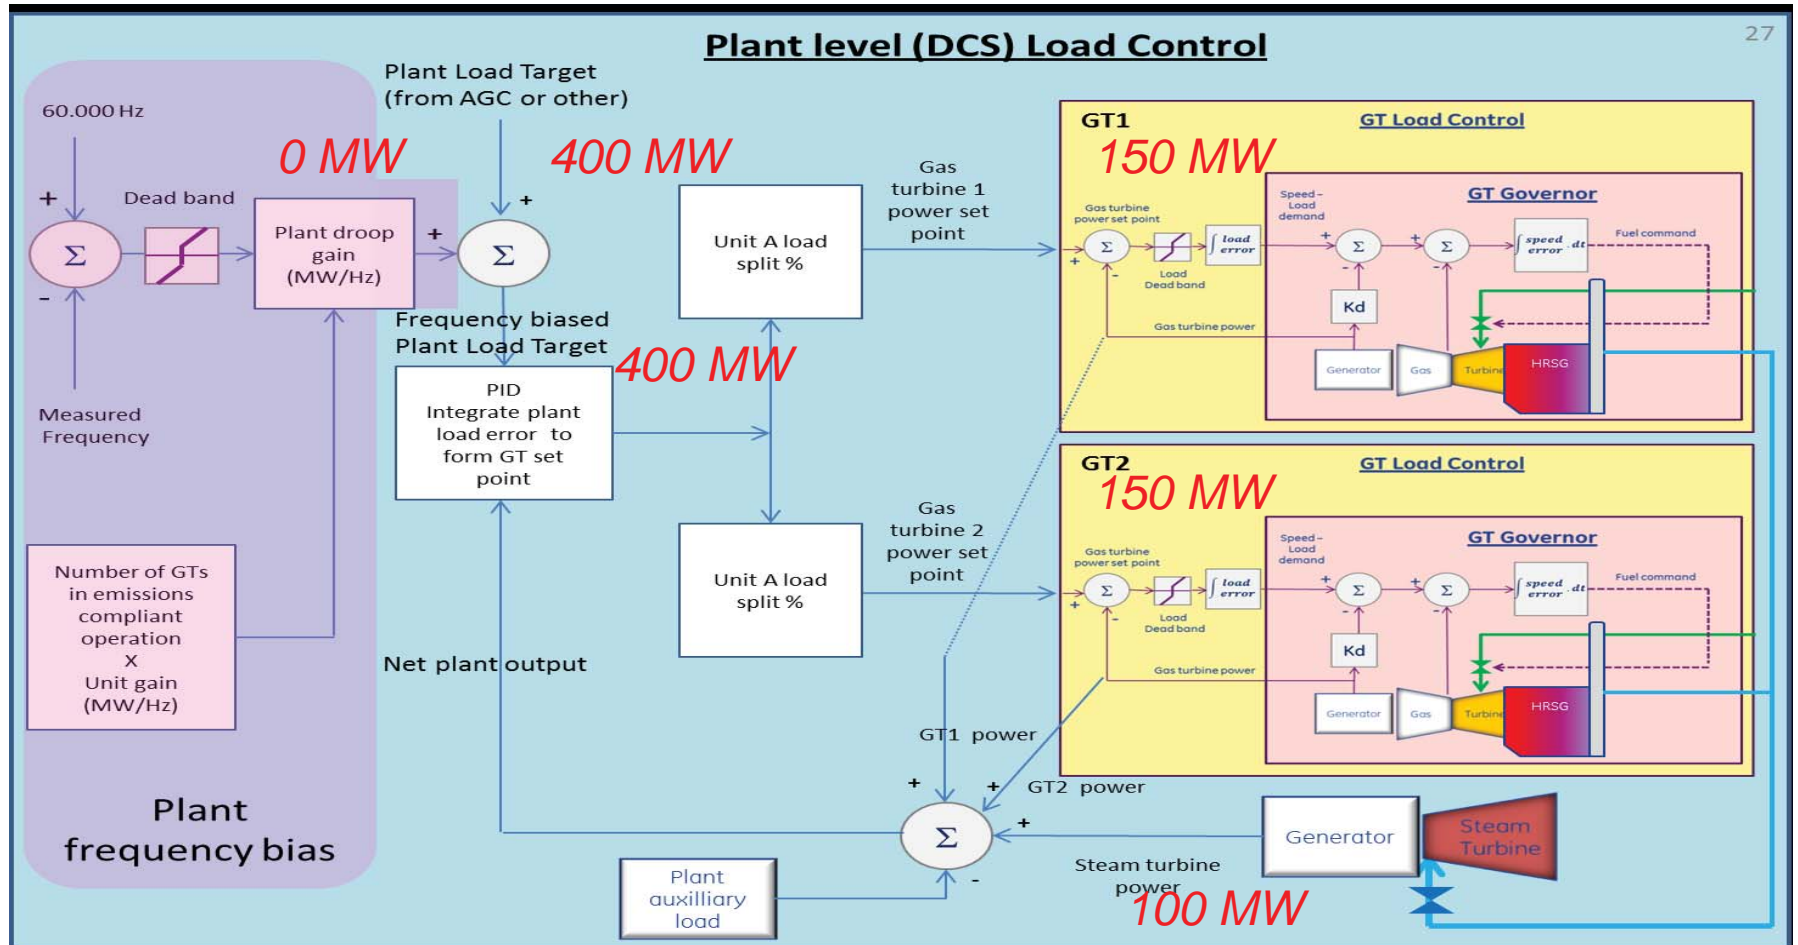 Plant level (DCS) Load Control
27
60.000 Hz
+
Σ
-
Measured
Frequency
Dead band
0 MW
Plant droop
gain
(MW/Hz)
+
Number of GTs
in emissions
compliant
operation
X
Unit gain
(MW/Hz)
Plant
frequency bias
Plant Load Target
(from AGC or other)
400 MW
+
Σ
Frequency biased
Plant Load Target
400 MW
PID
Integrate plant
load error to
form GT set
point
Net plant output
Unit A load
split %
Gas
turbine 1
power set
point
Unit A load
split %
Gas
turbine 2
power set
point
GT1
GT Load Control
150 MW
Gas turbine
power set point
+
Σ
-
Load
Dead band
∫ load
error
Speed –
Load
demand
GT Governor
+
Σ
-
+
Σ
-
∫ speed
error . dt
Fuel command
Kd
Gas turbine power
Generator
Gas
Turbine
HRSG
GT2
GT Load Control
150 MW
Gas turbine
power set point
+
Σ
-
Load
Dead band
∫ load
error
Speed –
Load
demand
GT Governor
+
Σ
-
+
Σ
-
∫ speed
error . dt
Fuel command
Kd
Gas turbine power
Generator
Gas
Turbine
HRSG
GT1 power
+
+
GT2 power
Σ
+
-
Steam turbine
power
100 MW
Generator
Steam
Turbine
Plant
auxilliary
load